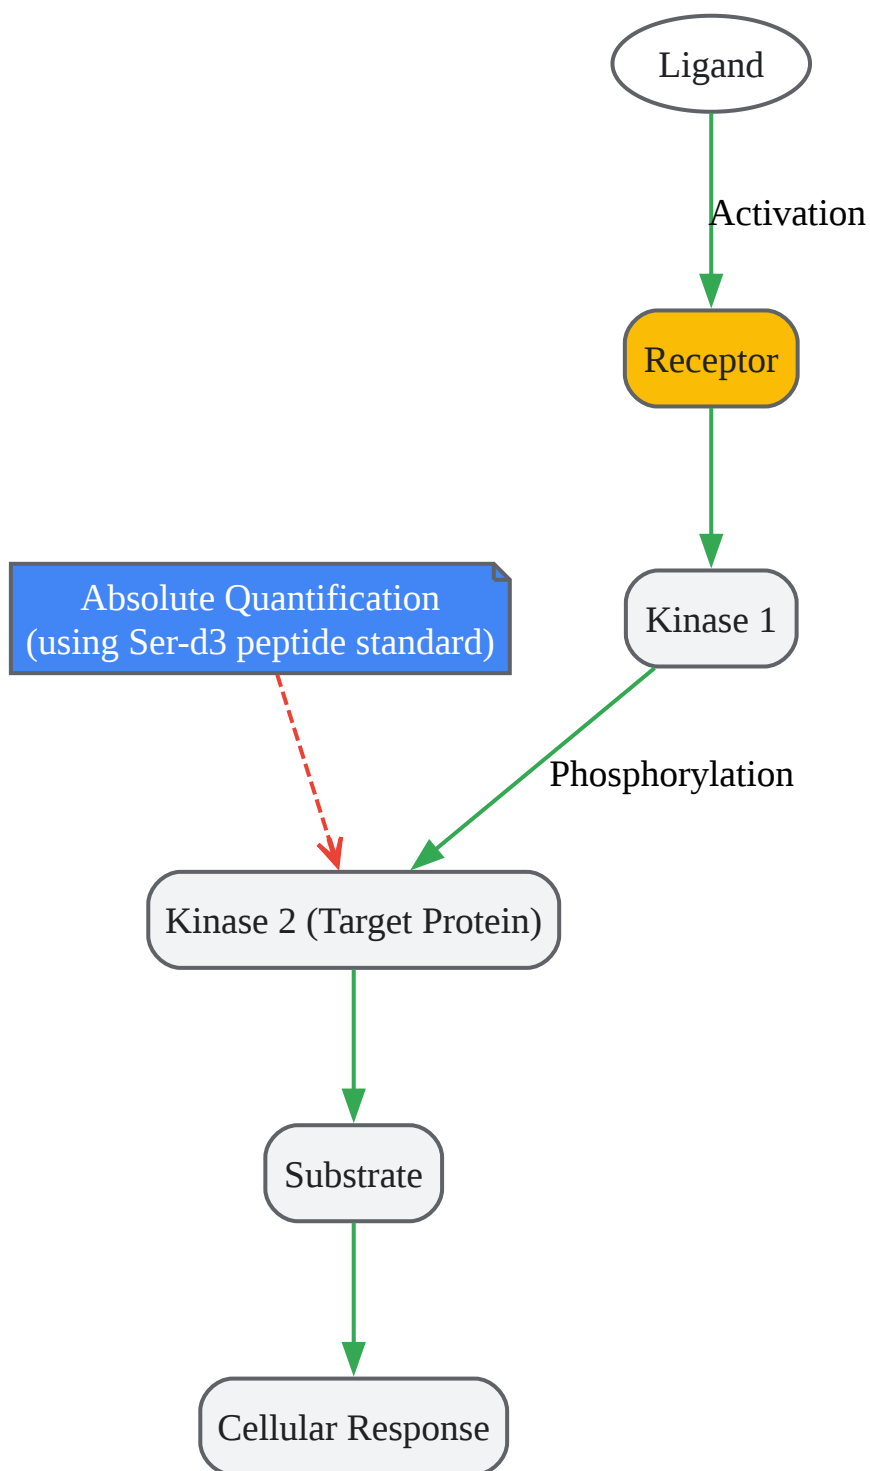 Ligand
Activation
Receptor
Absolute Quantification
(using Ser-d3 peptide standard)
Kinase 1
Phosphorylation
Kinase 2 (Target Protein)
Substrate
Cellular Response